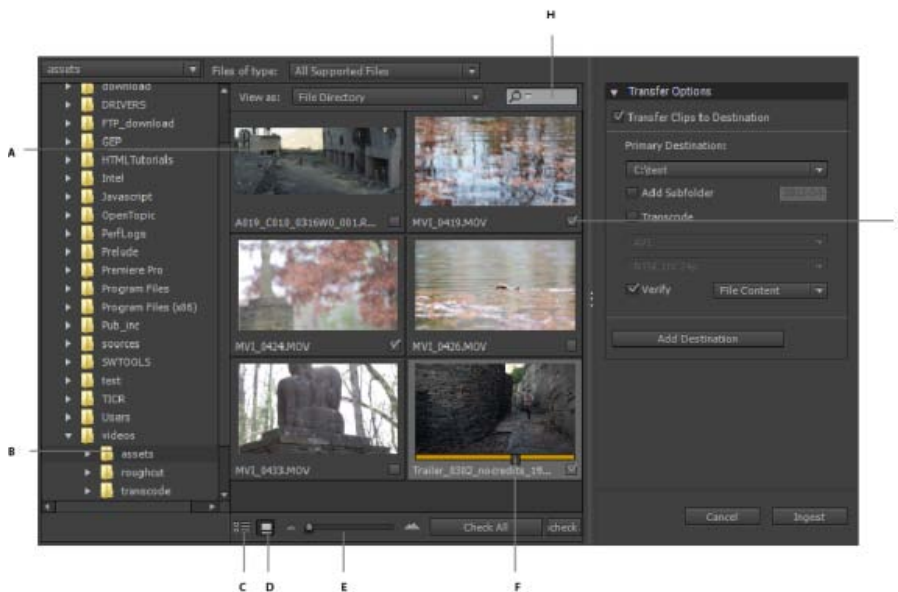 H
assets
Files of type: All Supported Files
download
DRIVERS
FTP_download
GEP
HTMLTutorials
Intel
Javascript
OpenTopic
PerfLogs
Prelude
Premiere Pro
Program Files
Program Files (x86)
Pub_inc
sources
SWTOOLS
test
TICR
Users
videos
assets
roughcut
transcode
View as: File Directory
A019_C010_0316W0_001.R...
MVI_0419.MOV
MVI_0424.MOV
MVI_0426.MOV
MVI_0433.MOV
Trailer_0302_nocredits_19...
Check All
check
Transfer Options
Transfer Clips to Destination
Primary Destination:
C:\test
Add Subfolder
Transcode
Verify
File Content
Add Destination
Cancel
Ingest
A
B
C
D
E
F